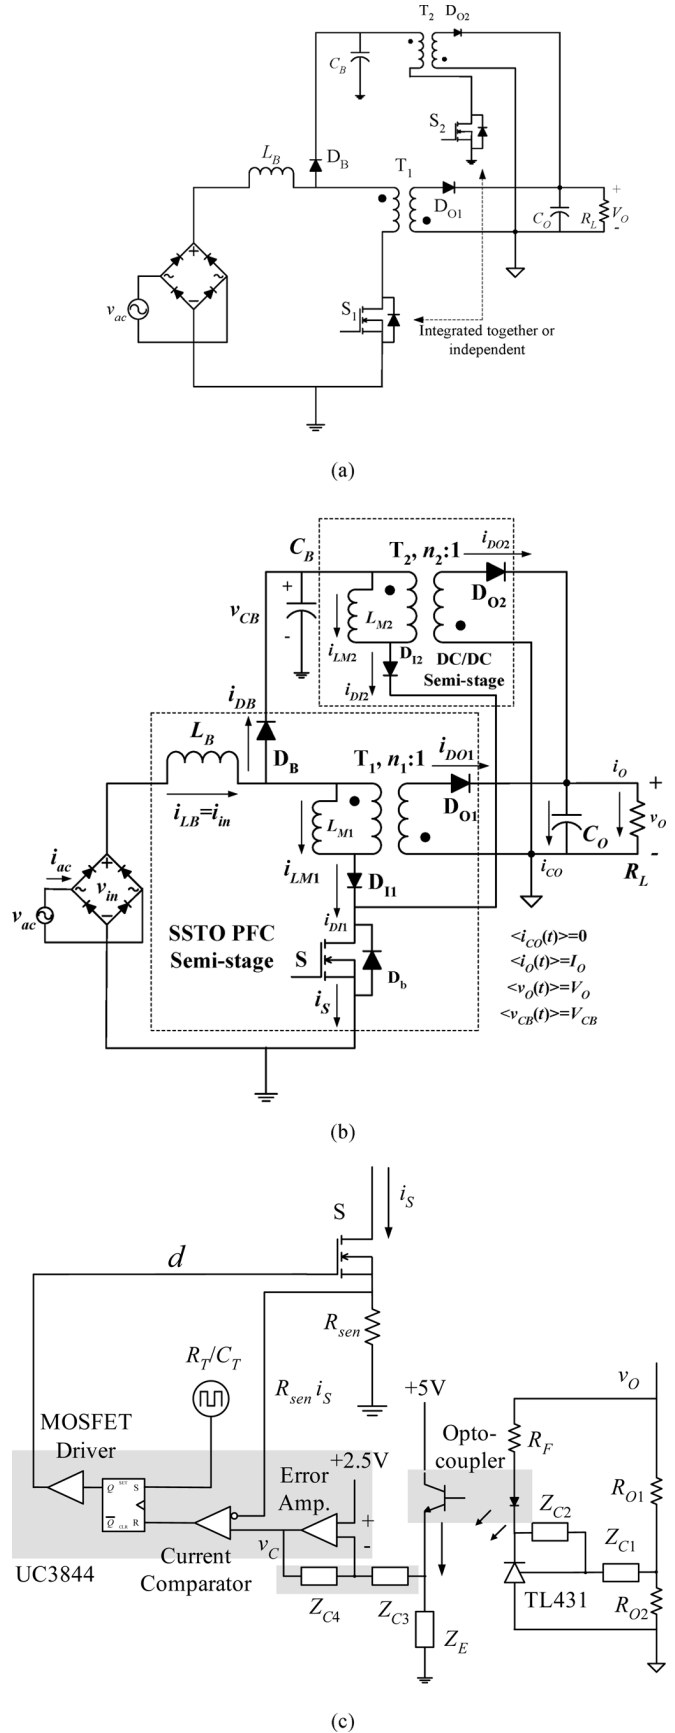 T2 DO2
CB
S2
LB
DB
T1
DO1
CO
RL
+
VO
-
+
~ ~
−
vac
S1
Integrated together or
independent
(a)
CB
T2, n2:1
iDO2
+
vCB
-
LM2
DO2
iLM2
DI2
DC/DC
Semi-stage
iDI2
iDB
LB
DB
T1, n1:1
iDO1
iLB=iin
LM1
DO1
iO
+
vO
-
CO
iCO
RL
iLM1
DI1
iac
+
~ vin ~
−
vac
iDI1
SSTO PFC
Semi-stage
S
Db
iS
<iCO(t)>=0
<iO(t)>=IO
<vO(t)>=VO
<vCB(t)>=VCB
(b)
iS
S
d
Rsen
RT/CT
Rsen iS
+5V
vO
MOSFET
Driver
Opto-
coupler
RF
+2.5V
Error
Amp.
RO1
Q SET S
Q CLR R
ZC2
ZC1
+
-
vC
Current
Comparator
UC3844
TL431
RO2
ZC4
ZC3
ZE
(c)